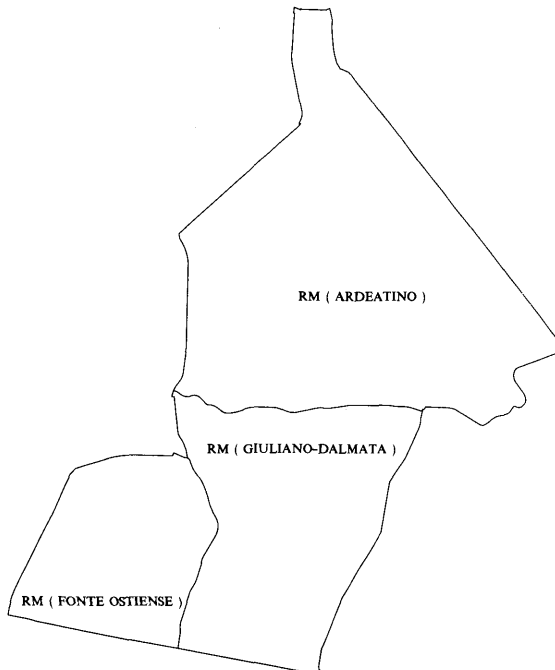 RM ( ARDEATINO )
RM ( GIULIANO-DALMATA )
RM ( FONTE OSTIENSE )